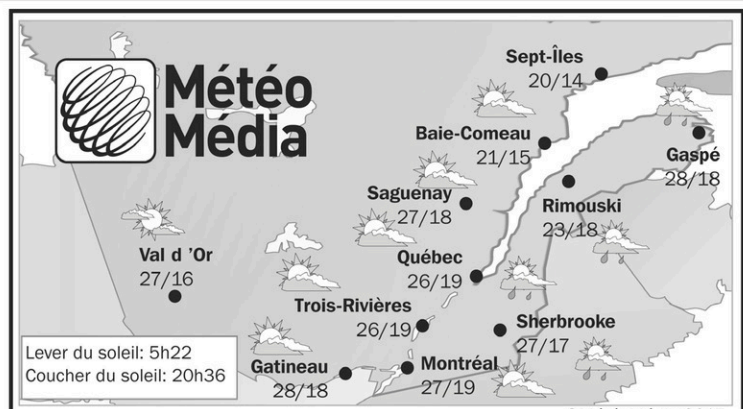 Météo
Média
Sept-Îles
20/14
Baie-Comeau
21/15
Gaspé
28/18
Saguenay
27/18
Rimouski
23/18
Val d 'Or
27/16
Québec
26/19
Trois-Rivières
26/19
Sherbrooke
27/17
Lever du soleil: 5h22
Coucher du soleil: 20h36
Gatineau
28/18
Montréal
27/19